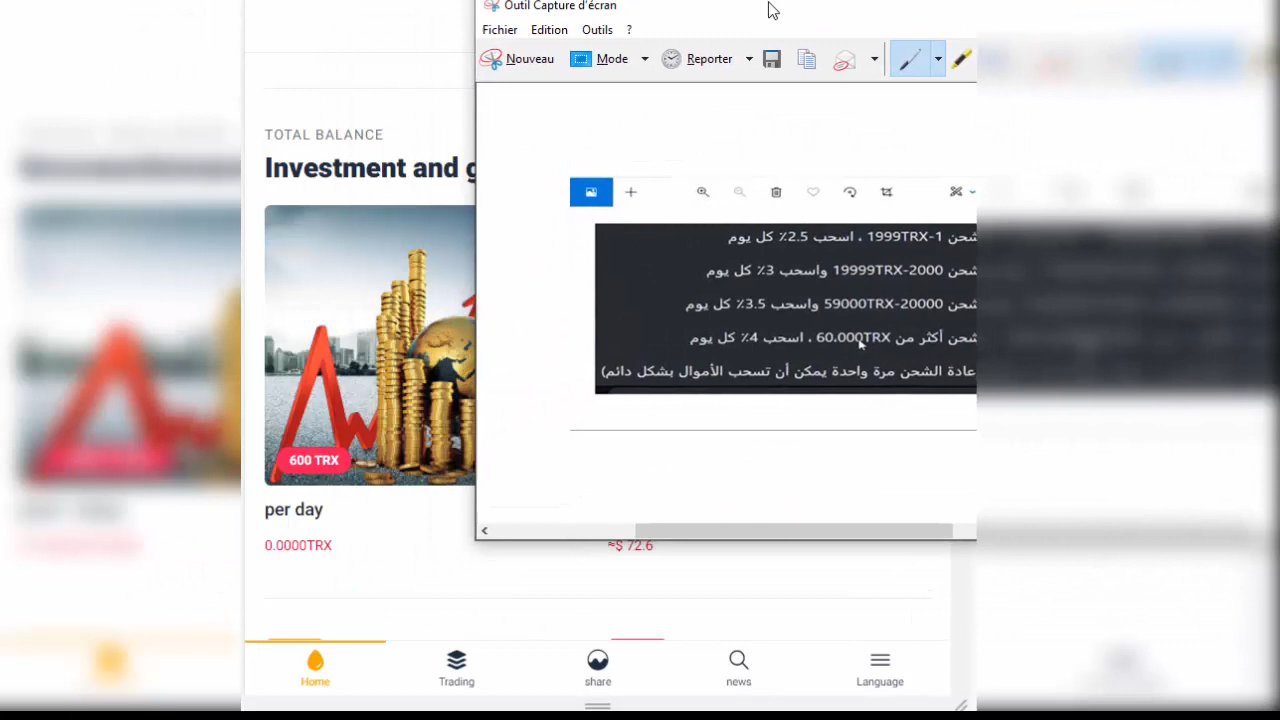 Outil Capture d'écran
Fichier Edition Outils ?
Nouveau Mode Reporter
TOTAL BALANCE
Investment and
شحن 1-1999TRX ، اسحب 2.5٪ كل يوم
شحن 2000-19999TRX واسحب 3٪ كل يوم
شحن 20000-59000TRX واسحب 3.5٪ كل يوم
شحن أكثر من 60.000TRX ، اسحب 4٪ كل يوم
عادة الشحن مرة واحدة يمكن أن تسحب الأموال بشكل دائم)
600 TRX
per day
0.0000TRX
≈$ 72.6
Home Trading share news Language